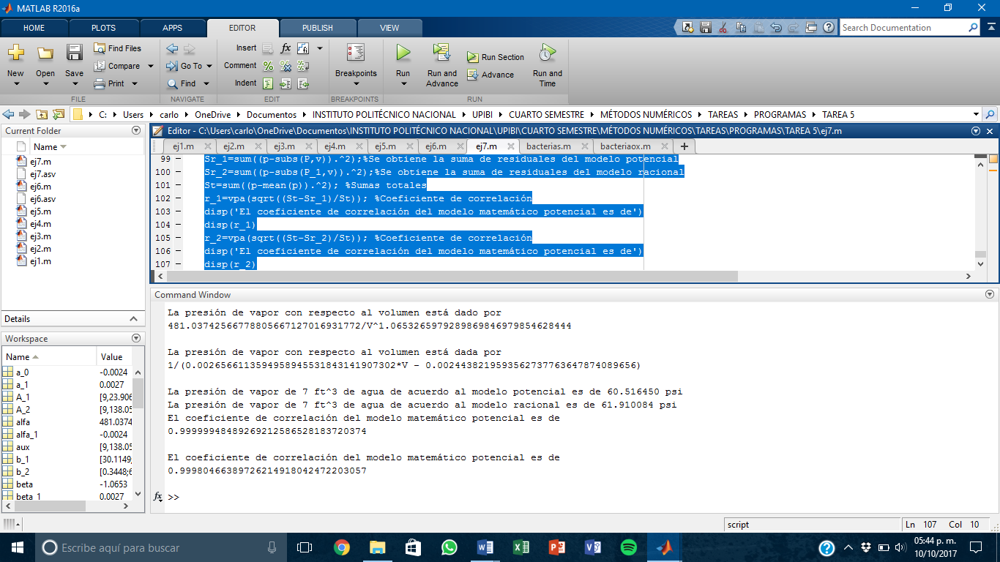 MATLAB R2016a
HOME PLOTS APPS EDITOR PUBLISH VIEW
Search Documentation
New Open Save Find Files Compare Print
Go To Find
Insert fx
Comment
Indent
Breakpoints
Run Run and Advance Run Section Advance Run and Time
FILE NAVIGATE EDIT BREAKPOINTS RUN
C: Users carlo OneDrive Documentos INSTITUTO POLITÉCNICO NACIONAL UPIBI CUARTO SEMESTRE MÉTODOS NUMÉRICOS TAREAS PROGRAMAS TAREA 5
Current Folder
Name
ej7.m
ej7.asv
ej6.m
ej6.asv
ej5.m
ej4.m
ej3.m
ej2.m
ej1.m
Details
Workspace
Name Value
a_0 -0.0024
a_1 0.0027
A_1 [9,23.906
A_2 [9,138.05
alfa 481.0374
alfa_1 -0.0024
aux [9,138.05
b_1 [30.1149;
b_2 [0.3448;6
beta -1.0653
beta_1 0.0027
Editor - C:\Users\carlo\OneDrive\Documentos\INSTITUTO POLITÉCNICO NACIONAL\UPIBI\CUARTO SEMESTRE\MÉTODOS NUMÉRICOS\TAREAS\PROGRAMAS\TAREA 5\ej7.m
ej1.m ej2.m ej3.m ej4.m ej5.m ej6.m ej7.m bacterias.m bacteriaox.m
99 Sr_1=sum((p-subs(P,v)).^2);%Se obtiene la suma de residuales del modelo potencial
100 Sr_2=sum((p-subs(P_1,v)).^2);%Se obtiene la suma de residuales del modelo racional
101 St=sum((p-mean(p)).^2); %Sumas totales
102 r_1=vpa(sqrt((St-Sr_1)/St)); %Coeficiente de correlación
103 disp('El coeficiente de correlación del modelo matemático potencial es de')
104 disp(r_1)
105 r_2=vpa(sqrt((St-Sr_2)/St)); %Coeficiente de correlación
106 disp('El coeficiente de correlación del modelo matemático potencial es de')
107 disp(r_2)
Command Window
La presión de vapor con respecto al volumen está dado por
481.03742566778805667127016931772/V^1.0653265979289869846979854628444
La presión de vapor con respecto al volumen está dada por
1/(0.0026566113594958945531843141907302*V - 0.0024438219593562737763647874089656)
La presión de vapor de 7 ft^3 de agua de acuerdo al modelo potencial es de 60.516450 psi
La presión de vapor de 7 ft^3 de agua de acuerdo al modelo racional es de 61.910084 psi
El coeficiente de correlación del modelo matemático potencial es de
0.99999948489269212586528183720374
El coeficiente de correlación del modelo matemático potencial es de
0.99980466389726214918042472203057
fx >>
script Ln 107 Col 10
Escribe aquí para buscar
05:44 p. m.
10/10/2017